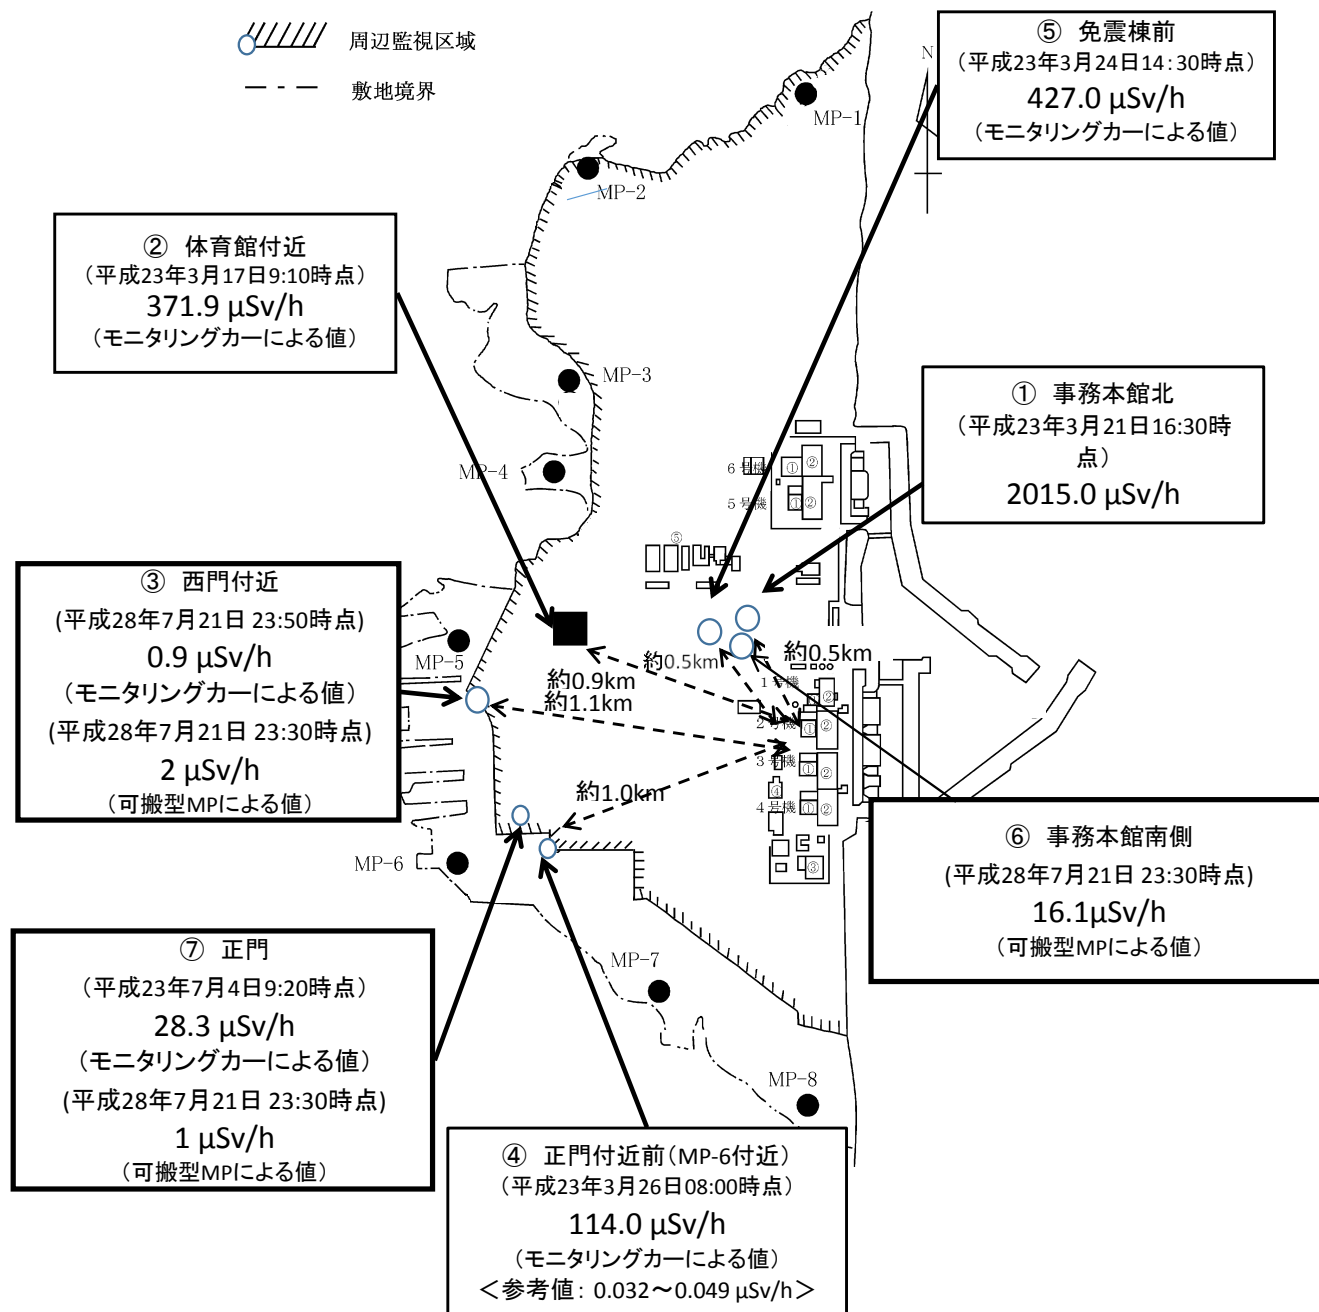 周辺監視区域
敷地境界
⑤ 免震棟前
（平成23年3月24日14:30時点）
427.0 µSv/h
（モニタリングカーによる値）
N
MP-1
MP-2
② 体育館付近
（平成23年3月17日9:10時点）
371.9 µSv/h
（モニタリングカーによる値）
MP-3
MP-4
① 事務本館北
（平成23年3月21日16:30時
点）
2015.0 µSv/h
6号機
①
②
5号機
①
②
⑤
③ 西門付近
(平成28年7月21日 23:50時点)
0.9 µSv/h
（モニタリングカーによる値）
(平成28年7月21日 23:30時点)
2 µSv/h
（可搬型MPによる値）
MP-5
約0.5km
約0.5km
約0.9km
約1.1km
1号機
②
2号機
①
②
3号機
①
②
約1.0km
④
4号機
①
②
③
MP-6
⑥ 事務本館南側
(平成28年7月21日 23:30時点)
16.1µSv/h
（可搬型MPによる値）
⑦ 正門
（平成23年7月4日9:20時点）
28.3 µSv/h
（モニタリングカーによる値）
(平成28年7月21日 23:30時点)
1 µSv/h
（可搬型MPによる値）
MP-7
MP-8
④ 正門付近前（MP-6付近）
（平成23年3月26日08:00時点）
114.0 µSv/h
（モニタリングカーによる値）
＜参考値： 0.032～0.049 µSv/h＞